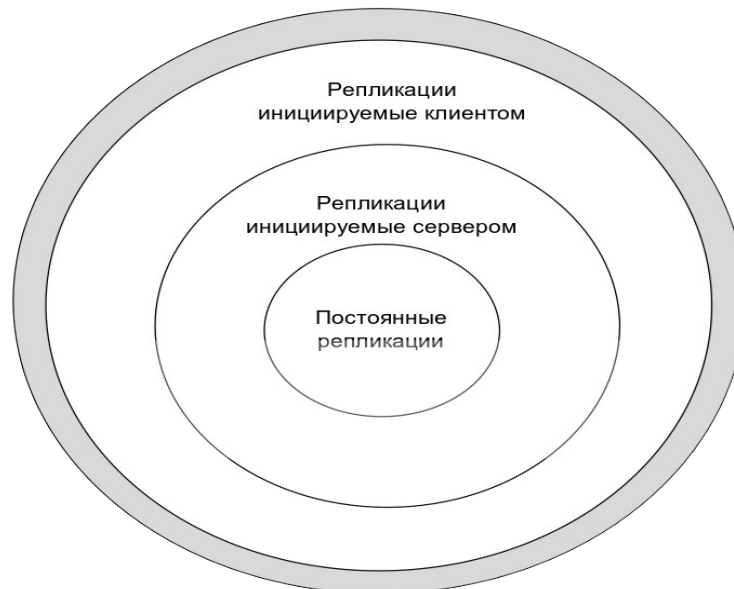 Репликации
инициируемые клиентом
Репликации
инициируемые сервером
Постоянные
репликации